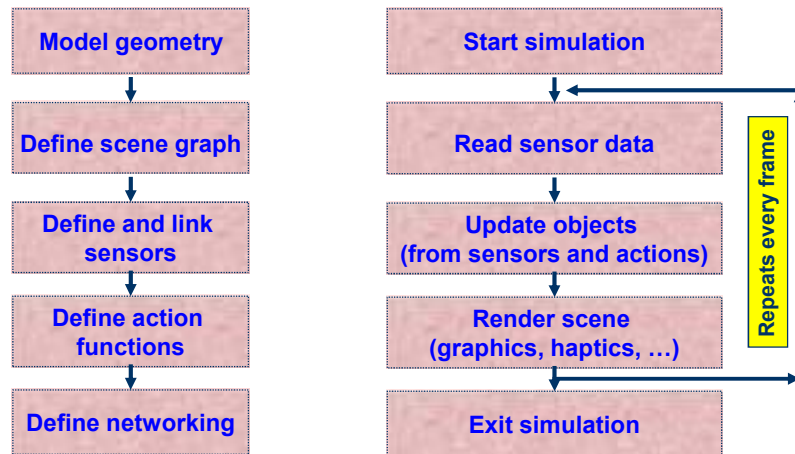 Model geometry
Define scene graph
Define and link
sensors
Define action
functions
Define networking
Start simulation
Read sensor data
Update objects
(from sensors and actions)
Render scene
(graphics, haptics, …)
Exit simulation
Repeats every frame